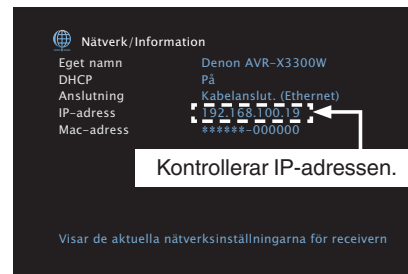 Nätverk/Information
Eget namn Denon AVR-X3300W
DHCP På
Anslutning Kabelanslut. (Ethernet)
IP-adress 192.168.100.19
Mac-adress ******-000000
Kontrollerar IP-adressen.
Visar de aktuella nätverksinställningarna för receivern